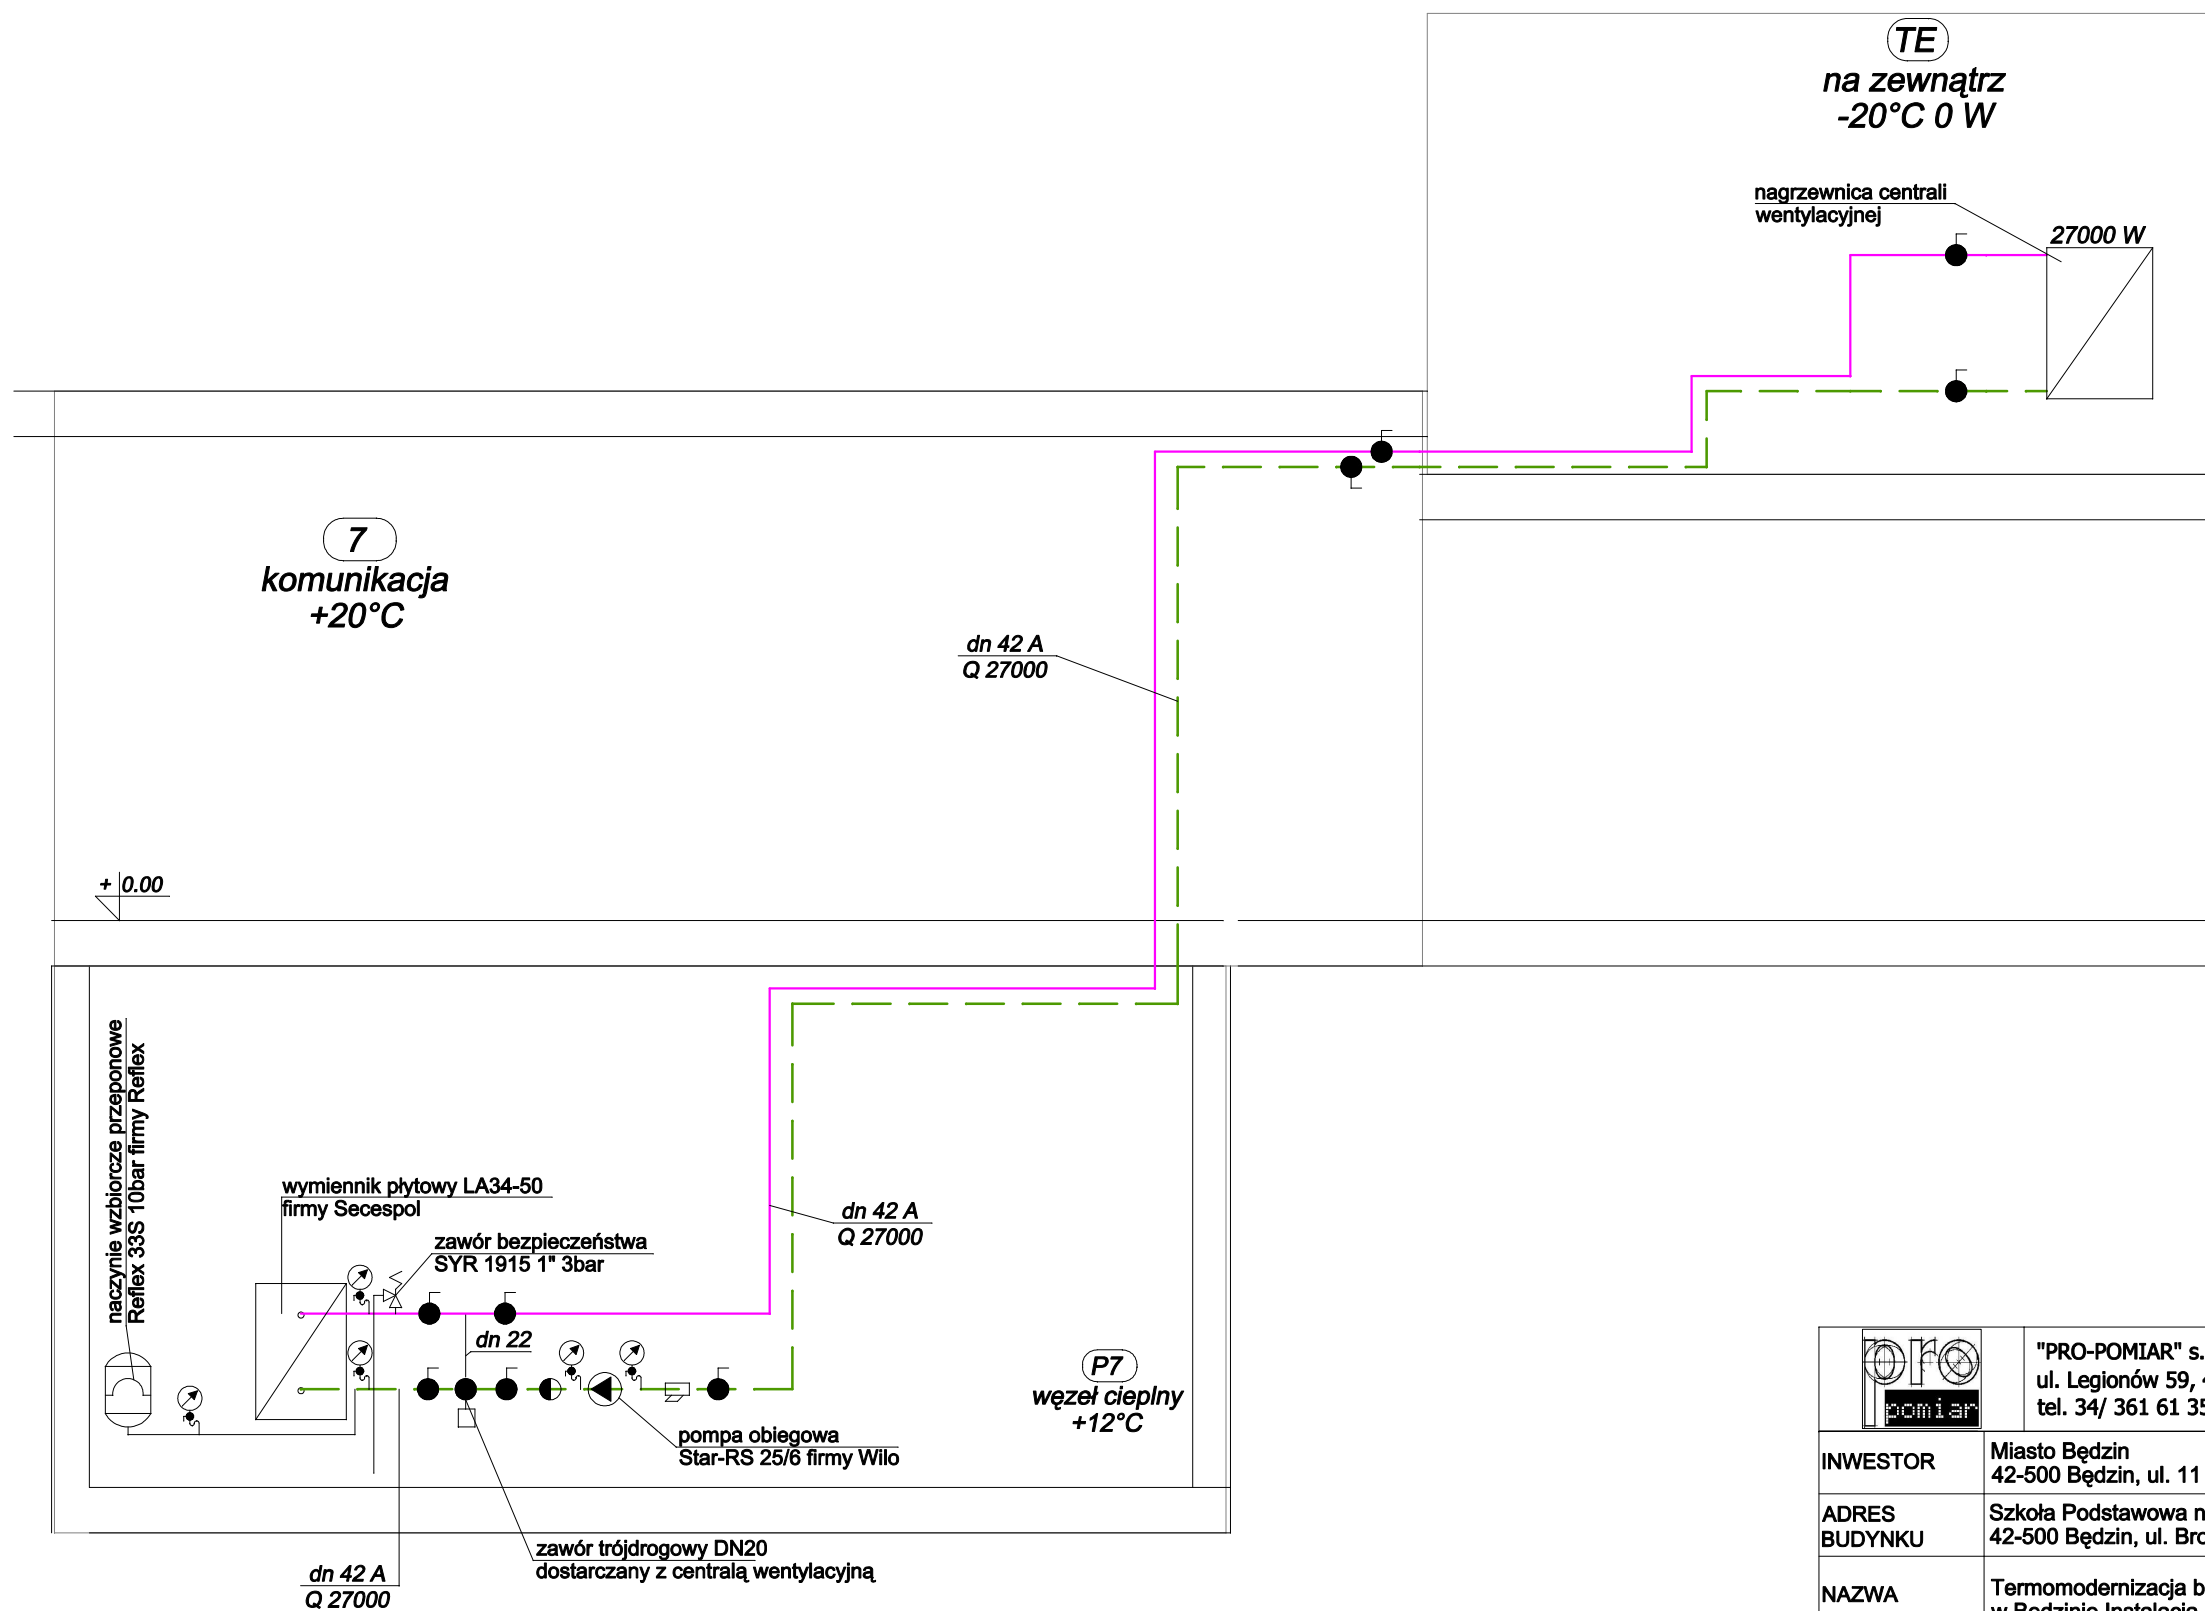 TE
na zewnątrz
-20°C 0 W
nagrzewnica centrali
wentylacyjnej
27000 W
7
komunikacja
+20°C
dn 42 A
Q 27000
+ 0.00
naczynie wzbiorcze przeponowe
Reflex 33S 10bar firmy Reflex
wymiennik płytowy LA34-50
firmy Secespol
zawór bezpieczeństwa
SYR 1915 1" 3bar
dn 42 A
Q 27000
dn 22
P7
węzeł cieplny
+12°C
pompa obiegowa
Star-RS 25/6 firmy Wilo
zawór trójdrogowy DN20
dostarczany z centralą wentylacyjną
dn 42 A
Q 27000
pro
pomiar
"PRO-POMIAR" s.
ul. Legionów 59,
tel. 34/ 361 61 35
INWESTOR
Miasto Będzin
42-500 Będzin, ul. 11
ADRES
BUDYNKU
Szkoła Podstawowa
42-500 Będzin, ul.
NAZWA
Termomodernizacja
w Będzinie Instalacja